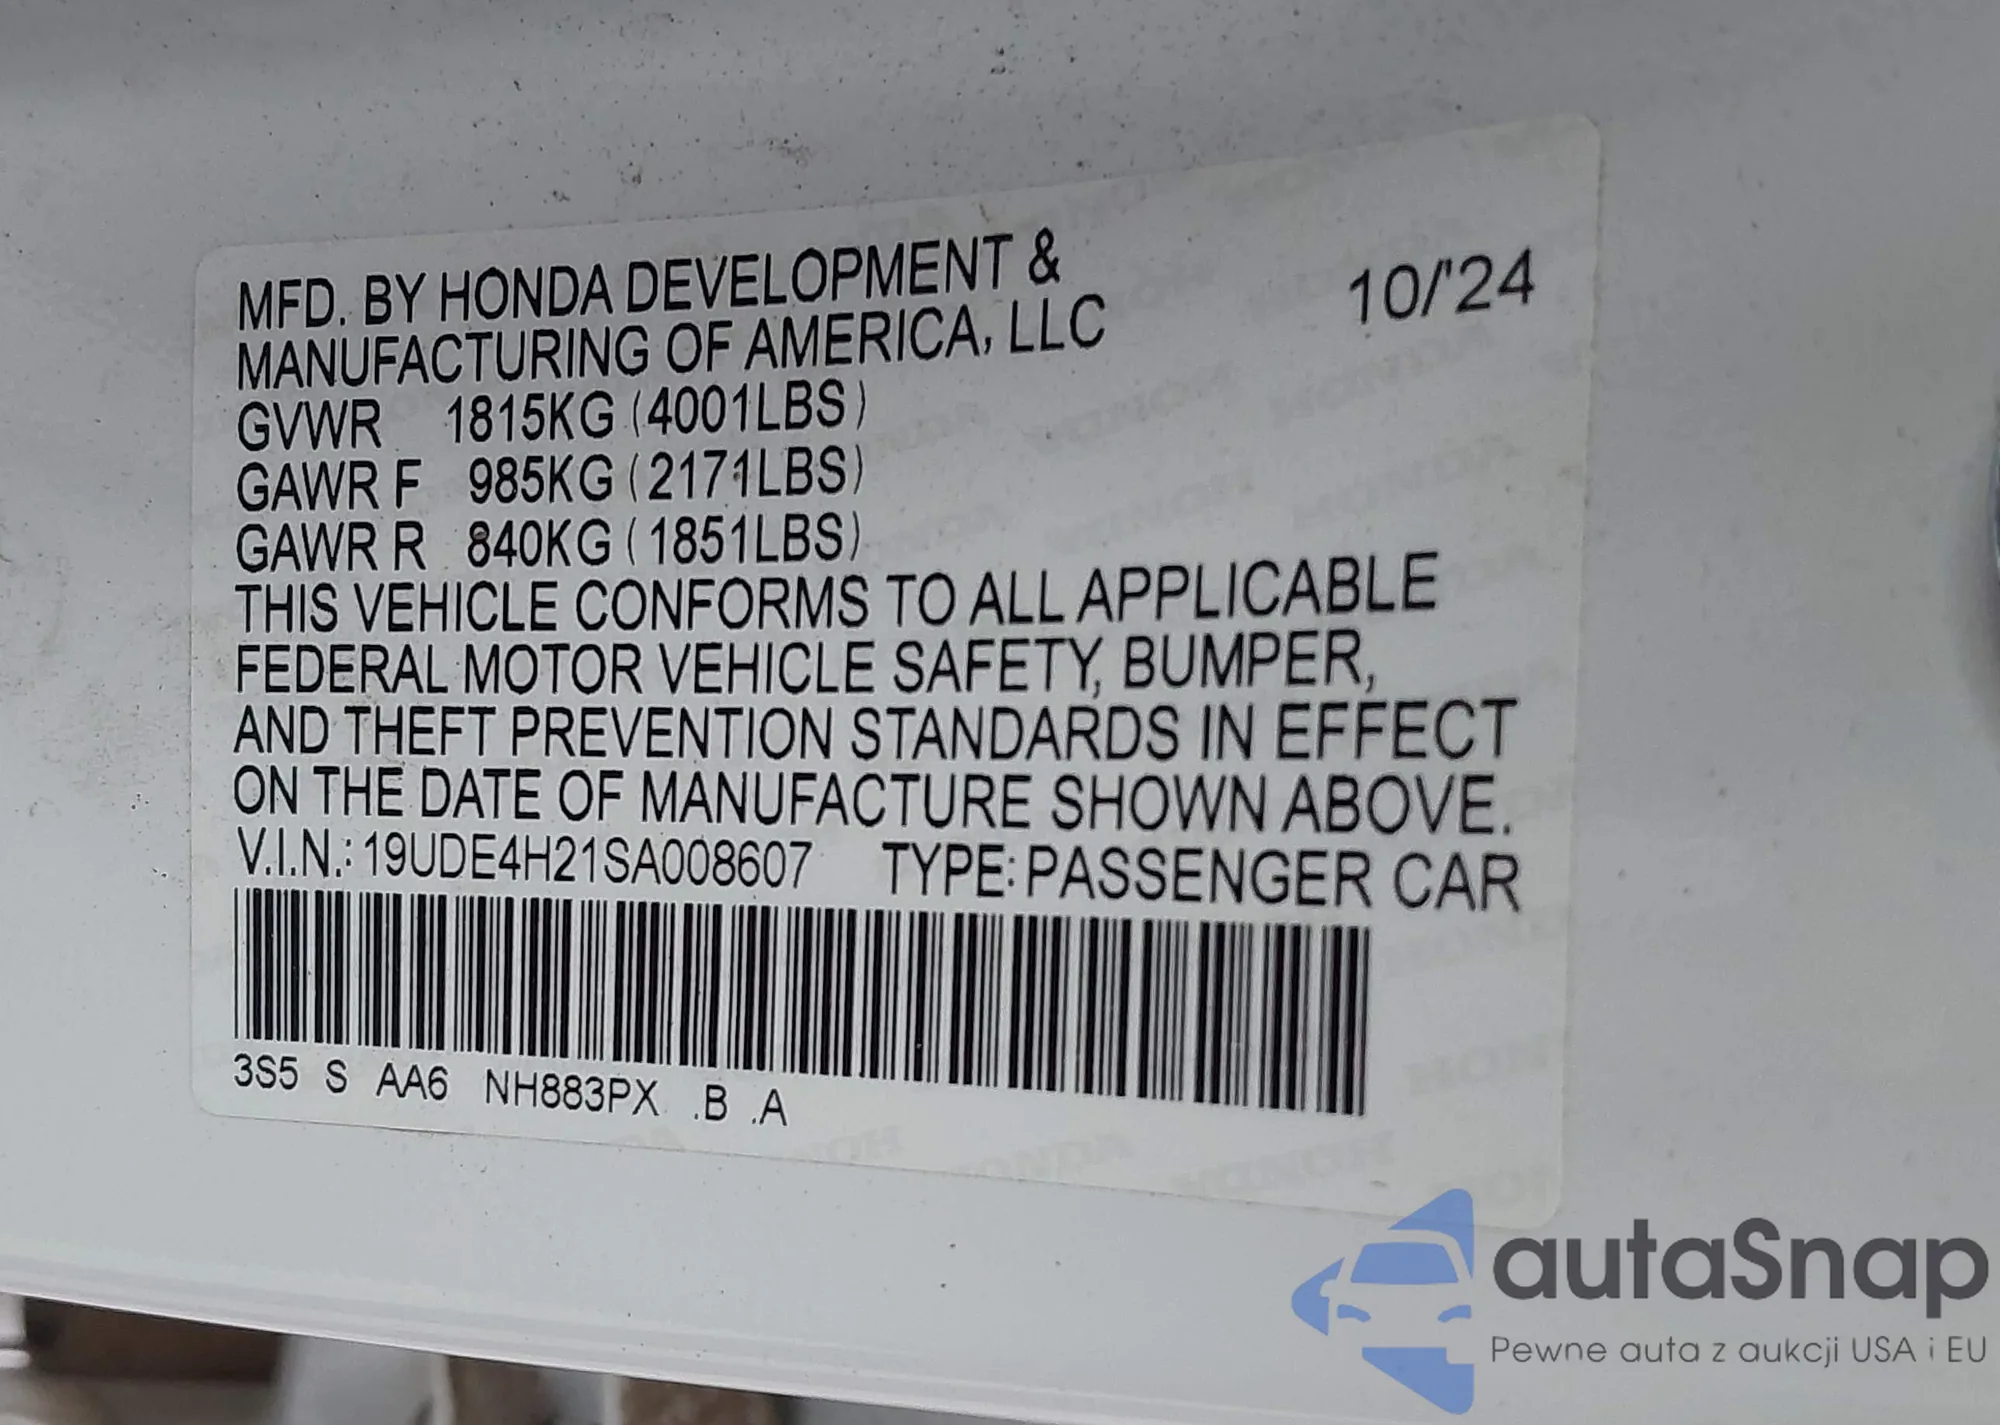 MFD. BY HONDA DEVELOPMENT &
MANUFACTURING OF AMERICA, LLC
10/'24
GVWR 1815KG (4001LBS)
GAWR F 985KG (2171LBS)
GAWR R 840KG (1851LBS)
THIS VEHICLE CONFORMS TO ALL APPLICABLE
FEDERAL MOTOR VEHICLE SAFETY, BUMPER,
AND THEFT PREVENTION STANDARDS IN EFFECT
ON THE DATE OF MANUFACTURE SHOWN ABOVE.
V.I.N.: 19UDE4H21SA008607 TYPE: PASSENGER CAR
3S5 S AA6 NH883PX .B .A
autaSnap
Pewne auta z aukcji USA i EU